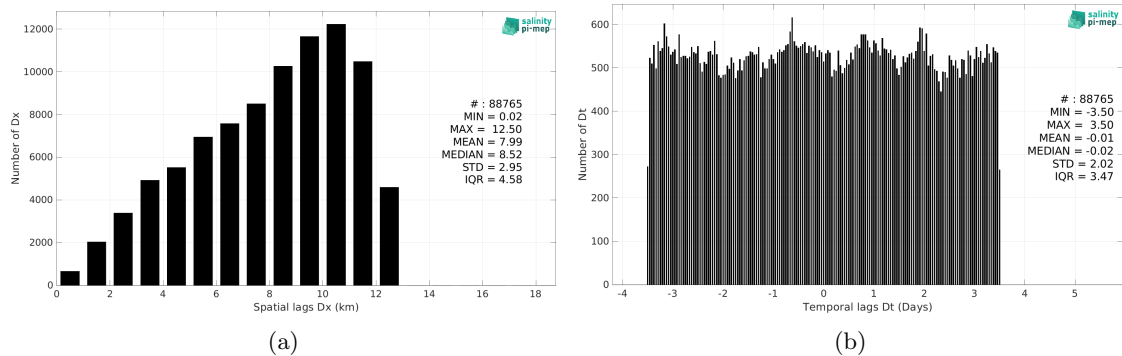 12000
10000
8000
6000
4000
2000
0
Number of Dx
salinity
pi-mep
# : 88765
MIN = 0.02
MAX = 12.50
MEAN = 7.99
MEDIAN = 8.52
STD = 2.95
IQR = 4.58
0 2 4 6 8 10 12 14 16 18
Spatial lags Dx (km)
(a)
600
500
400
300
200
100
0
Number of Dt
salinity
pi-mep
# : 88765
MIN = -3.50
MAX = 3.50
MEAN = -0.01
MEDIAN = -0.02
STD = 2.02
IQR = 3.47
-4 -3 -2 -1 0 1 2 3 4 5
Temporal lags Dt (Days)
(b)